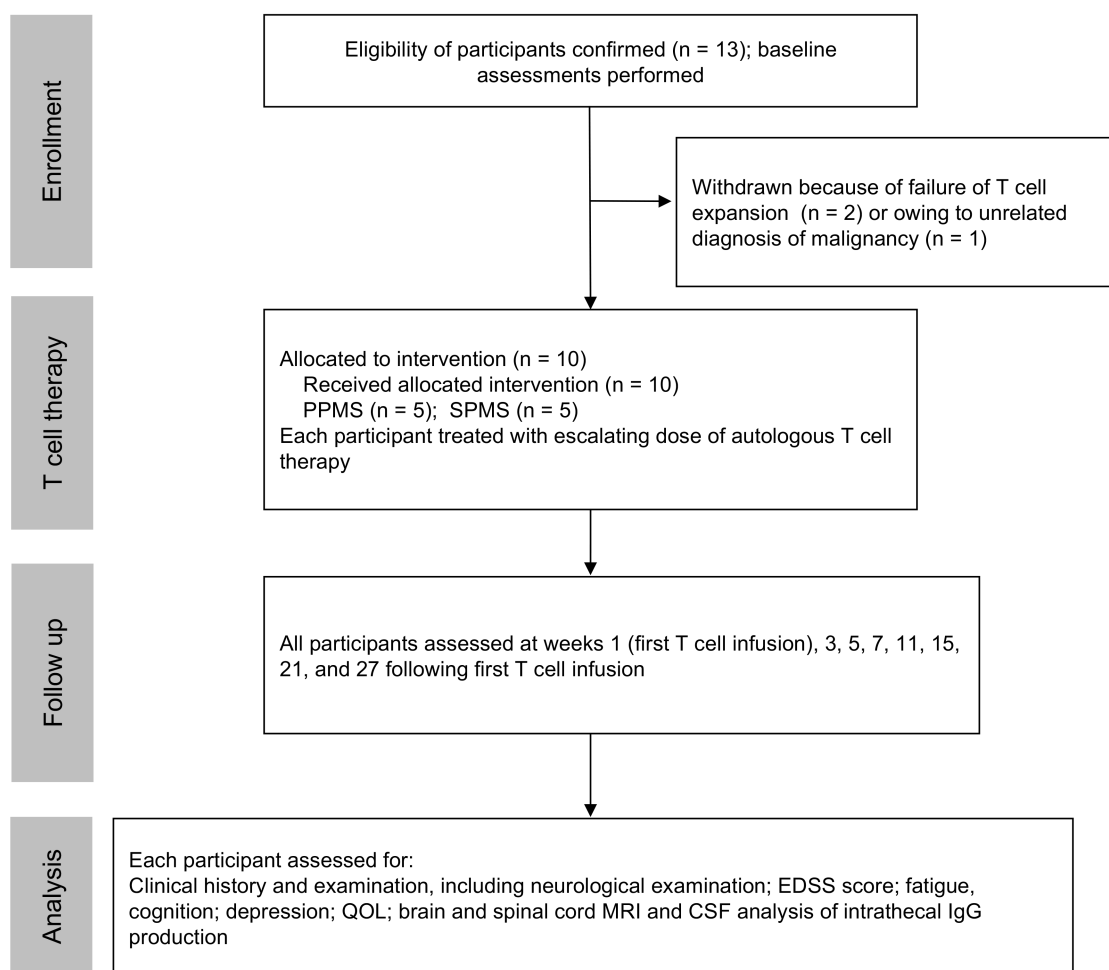 Enrollment
Eligibility of participants confirmed (n = 13); baseline
assessments performed
Withdrawn because of failure of T cell
expansion  (n = 2) or owing to unrelated
diagnosis of malignancy (n = 1)
T cell therapy
Allocated to intervention (n = 10)
Received allocated intervention (n = 10)
PPMS (n = 5);  SPMS (n = 5)
Each participant treated with escalating dose of autologous T cell
therapy
Follow up
All participants assessed at weeks 1 (first T cell infusion), 3, 5, 7, 11, 15,
21, and 27 following first T cell infusion
Analysis
Each participant assessed for:
Clinical history and examination, including neurological examination; EDSS score; fatigue,
cognition; depression; QOL; brain and spinal cord MRI and CSF analysis of intrathecal IgG
production